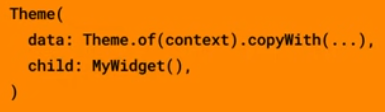 Theme(
  data: Theme.of(context).copyWith(...),
  child: MyWidget(),
)